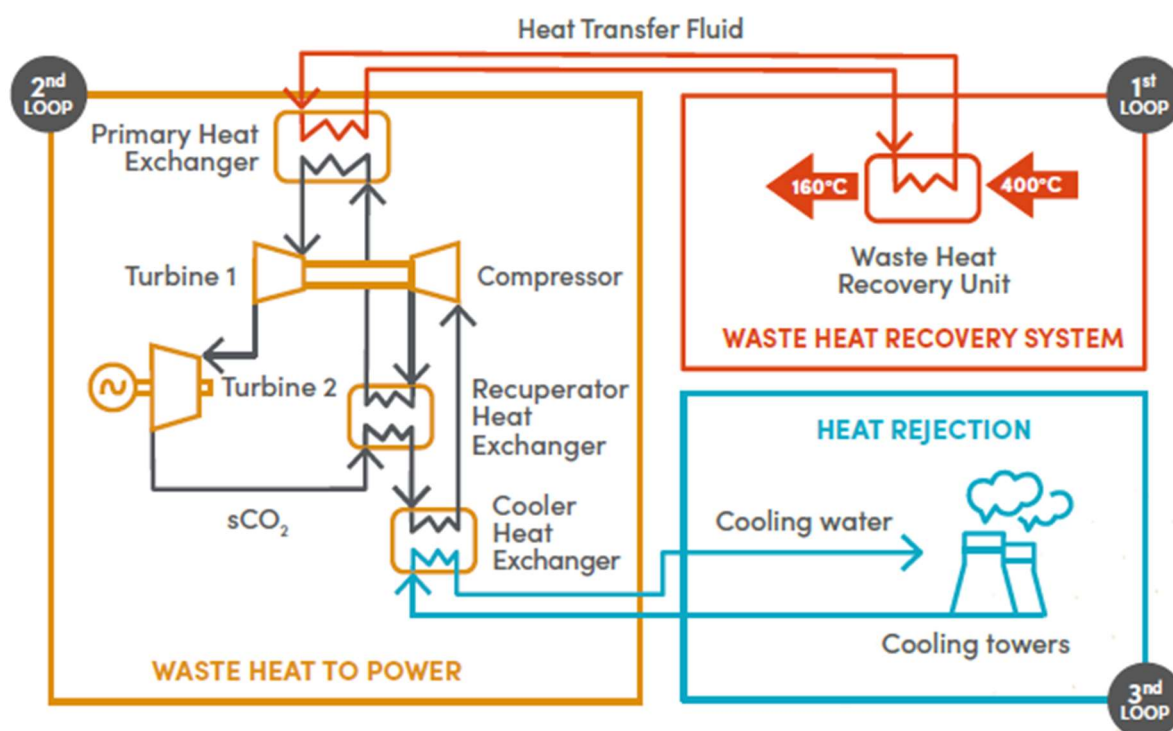 Heat Transfer Fluid
2nd
LOOP
1st
LOOP
Primary Heat
Exchanger
160°C
400°C
Waste Heat
Recovery Unit
Turbine 1
Compressor
WASTE HEAT RECOVERY SYSTEM
Turbine 2
Recuperator
Heat
Exchanger
HEAT REJECTION
sCO₂
Cooler
Heat
Exchanger
Cooling water
Cooling towers
WASTE HEAT TO POWER
3nd
LOOP